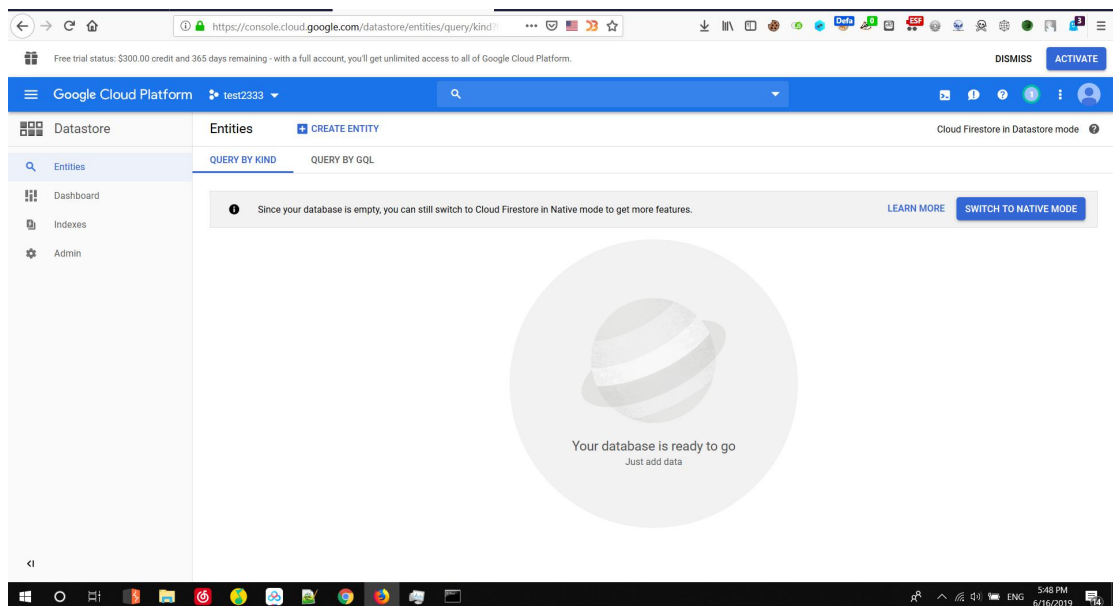 https://console.cloud.google.com/datastore/entities/query/kind
Free trial status: $300.00 credit and 365 days remaining - with a full account, you'll get unlimited access to all of Google Cloud Platform.
DISMISS
ACTIVATE
Google Cloud Platform
test2333
1
Datastore
Entities
CREATE ENTITY
Cloud Firestore in Datastore mode
Entities
QUERY BY KIND
QUERY BY GQL
Dashboard
Since your database is empty, you can still switch to Cloud Firestore in Native mode to get more features.
LEARN MORE
SWITCH TO NATIVE MODE
Indexes
Admin
Your database is ready to go
Just add data
ENG
5:48 PM
6/16/2019
14